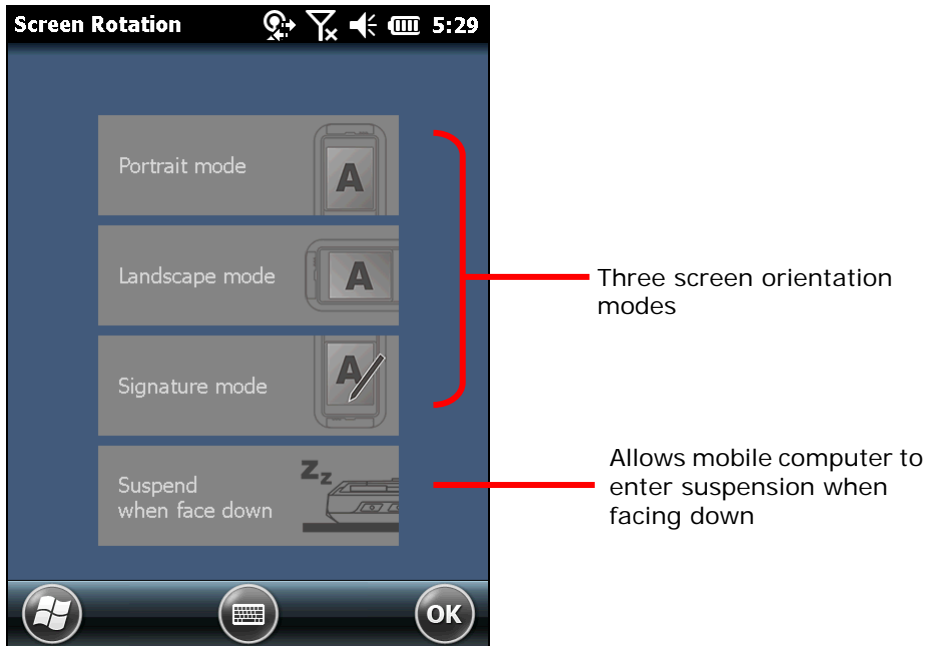 Screen Rotation 5:29
Portrait mode
A
Landscape mode
A
Signature mode
A
Suspend
when face down
Zz
OK
Three screen orientation
modes
Allows mobile computer to
enter suspension when
facing down